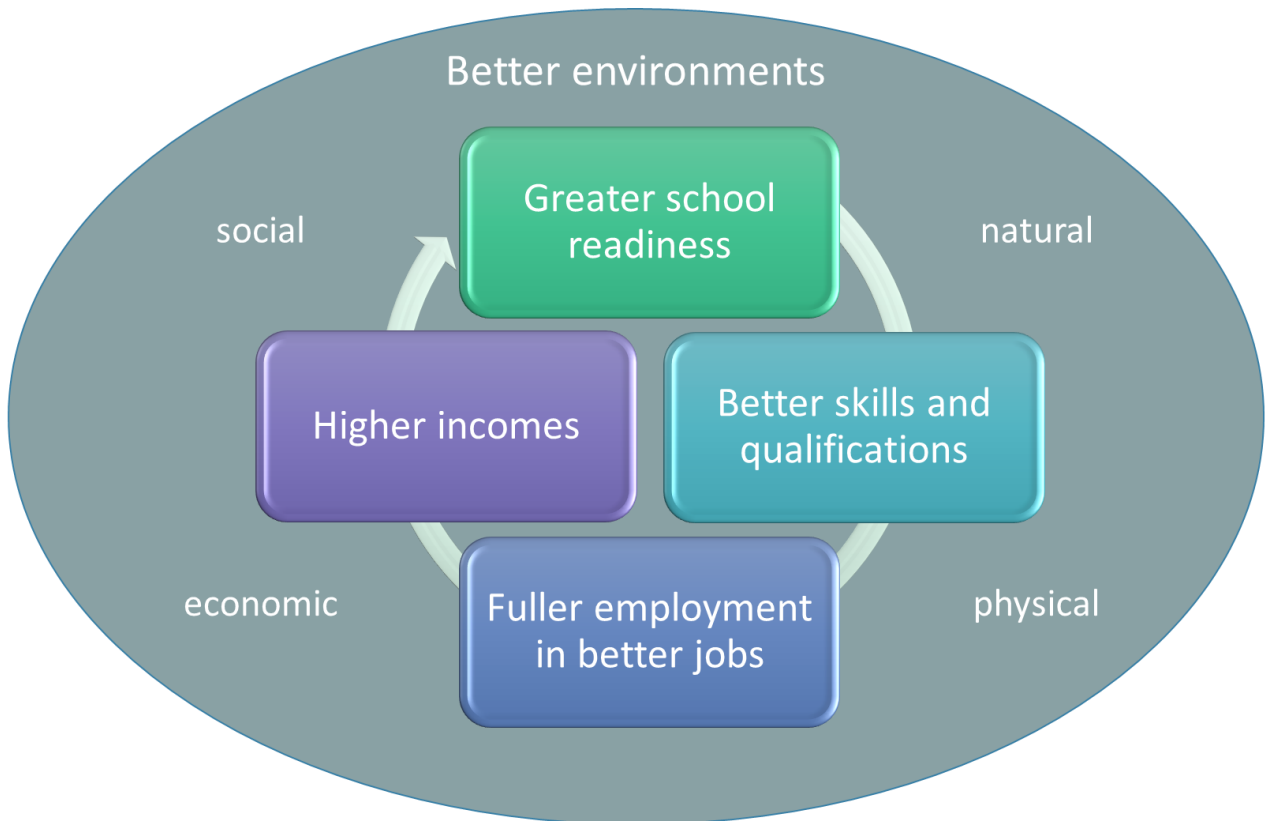 Better environments
Greater school
readiness
social
natural
Higher incomes
Better skills and
qualifications
economic
Fuller employment
in better jobs
physical